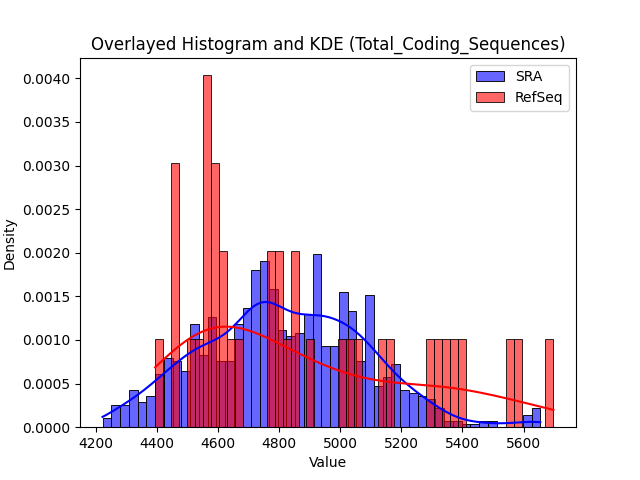 Overlayed Histogram and KDE (Total_Coding_Sequences)
SRA
RefSeq
0.0040
0.0035
0.0030
0.0025
0.0020
0.0015
0.0010
0.0005
0.0000
Density
4200 4400 4600 4800 5000 5200 5400 5600
Value